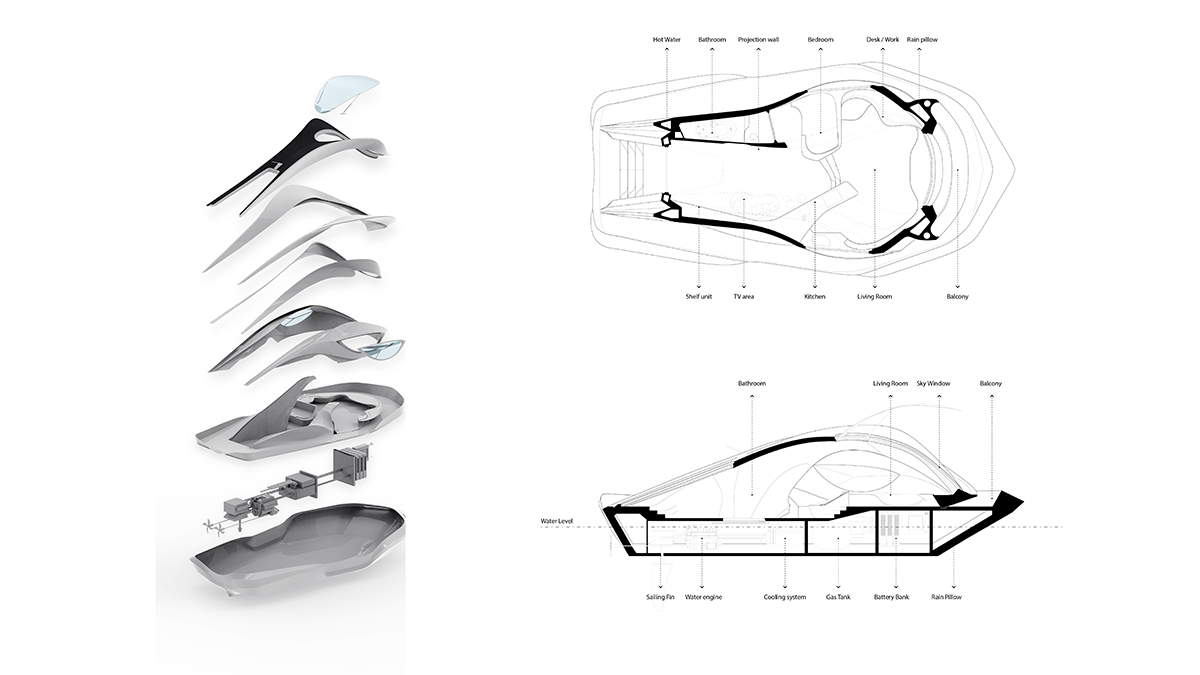 Hot Water
Bathroom
Projection wall
Bedroom
Desk / Work
Rain pillow
Shelf unit
TV area
Kitchen
Living Room
Balcony
Bathroom
Living Room
Sky Window
Balcony
Water Level
Sailing Fin
Water engine
Cooling system
Gas Tank
Battery Bank
Rain Pillow